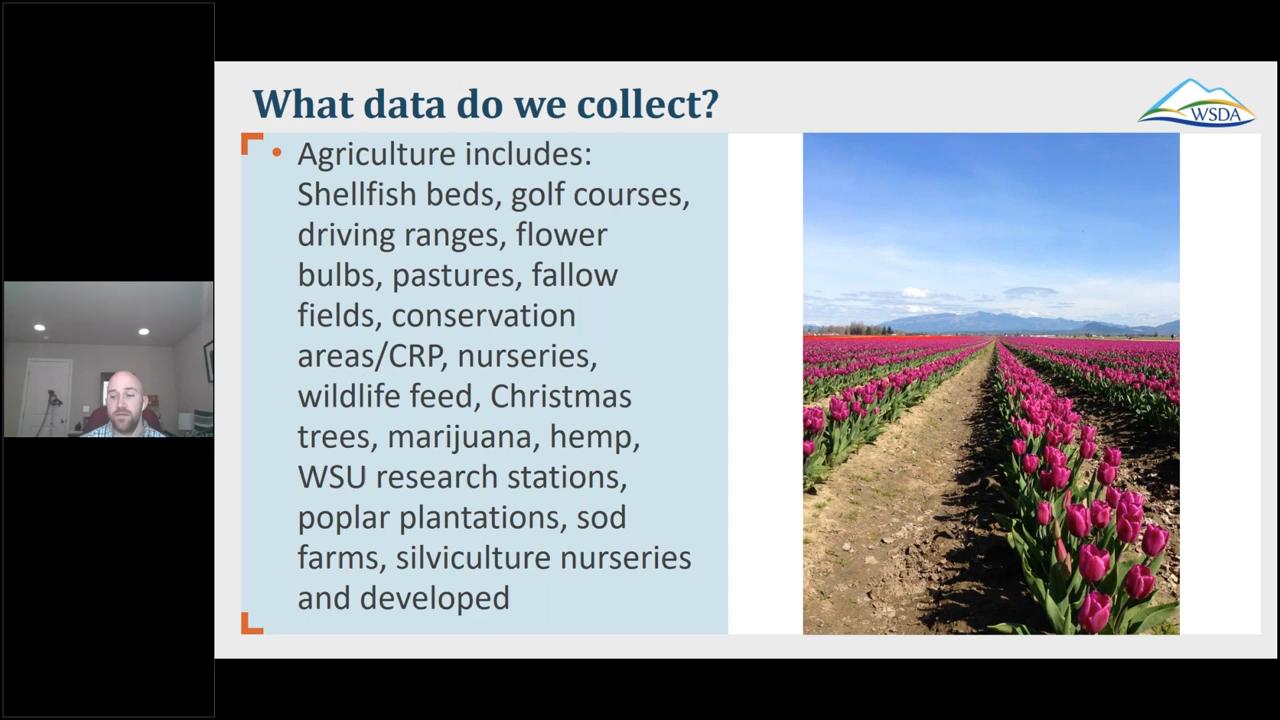 What data do we collect?
WSDA
• Agriculture includes:
Shellfish beds, golf courses,
driving ranges, flower
bulbs, pastures, fallow
fields, conservation
areas/CRP, nurseries,
wildlife feed, Christmas
trees, marijuana, hemp,
WSU research stations,
poplar plantations, sod
farms, silviculture nurseries
and developed